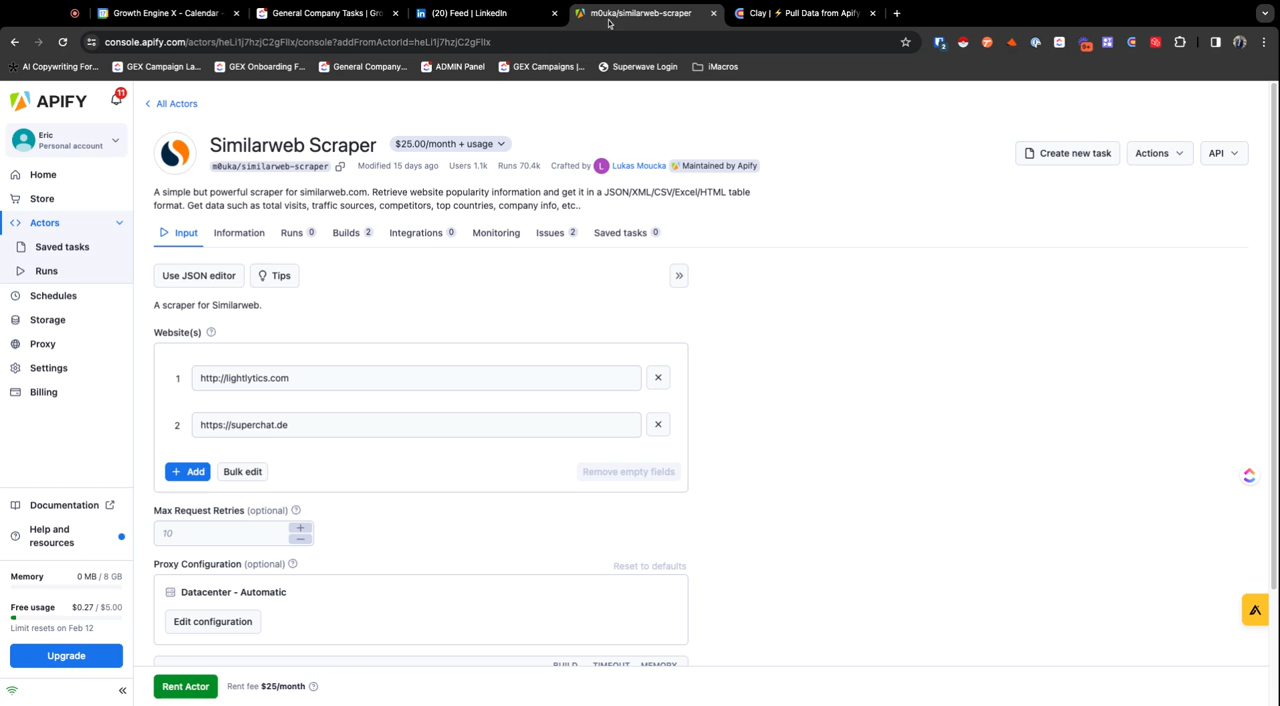 Growth Engine X - Calendar -
General Company Tasks | Gro
(20) Feed | LinkedIn
m0uka/similarweb-scraper
Clay | ⚡ Pull Data from Apify
console.apify.com/actors/heLi1j7hzjC2gFlIx/console?addFromActorId=heLi1j7hzjC2gFlIx
AI Copywriting For...
GEX Campaign La...
GEX Onboarding F...
General Company...
ADMIN Panel
GEX Campaigns |...
Superwave Login
iMacros
APIFY
11
Eric
Personal account
Home
Store
Actors
Saved tasks
Runs
Schedules
Storage
Proxy
Settings
Billing
Documentation
Help and
resources
Memory 0 MB / 8 GB
Free usage $0.27 / $5.00
Limit resets on Feb 12
Upgrade
All Actors
Similarweb Scraper $25.00/month + usage
m0uka/similarweb-scraper Modified 15 days ago Users 1.1k Runs 70.4k Crafted by L Lukas Moucka Maintained by Apify
Create new task Actions API
A simple but powerful scraper for similarweb.com. Retrieve website popularity information and get it in a JSON/XML/CSV/Excel/HTML table
format. Get data such as total visits, traffic sources, competitors, top countries, company info, etc..
Input Information Runs 0 Builds 2 Integrations 0 Monitoring Issues 2 Saved tasks 0
Use JSON editor Tips
A scraper for Similarweb.
Website(s)
1 http://lightlytics.com
2 https://superchat.de
+ Add Bulk edit Remove empty fields
Max Request Retries (optional)
10
Proxy Configuration (optional) Reset to defaults
Datacenter - Automatic
Edit configuration
BUILD TIMEOUT MEMORY
Rent Actor Rent fee $25/month